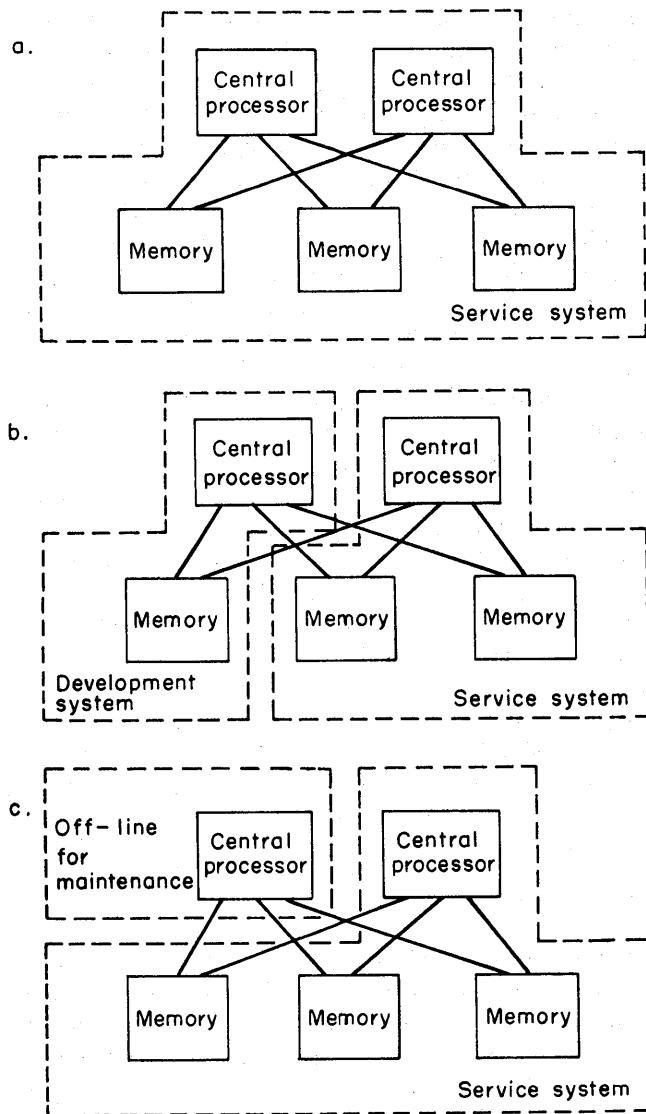 a.
Central
processor
Central
processor
Memory
Memory
Memory
Service system
b.
Central
processor
Central
processor
Memory
Memory
Memory
Development
system
Service system
c.
Off-line
for
maintenance
Central
processor
Central
processor
Memory
Memory
Memory
Service system